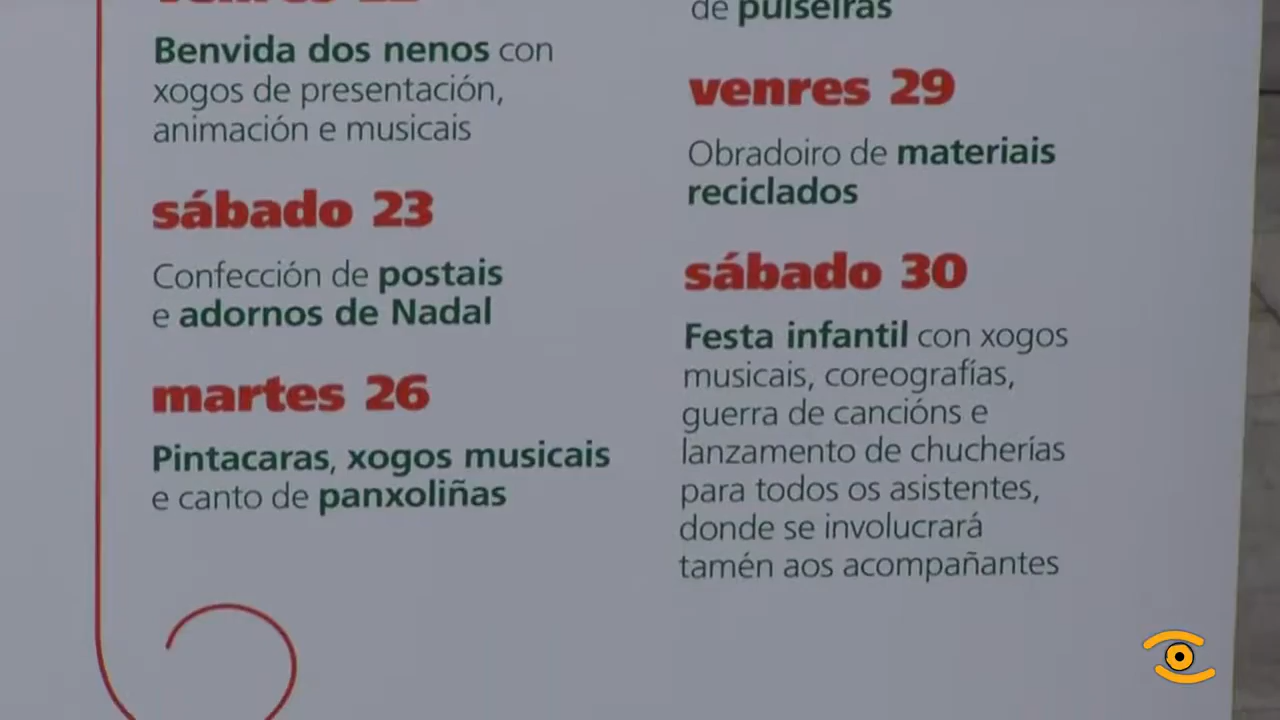 venres 22
Benvida dos nenos con
xogos de presentación,
animación e musicais
sábado 23
Confección de postais
e adornos de Nadal
martes 26
Pintacaras, xogos musicais
e canto de panxoliñas
de pulseiras
venres 29
Obradoiro de materiais
reciclados
sábado 30
Festa infantil con xogos
musicais, coreografías,
guerra de cancións e
lanzamento de chucherías
para todos os asistentes,
donde se involucrará
tamén aos acompañantes